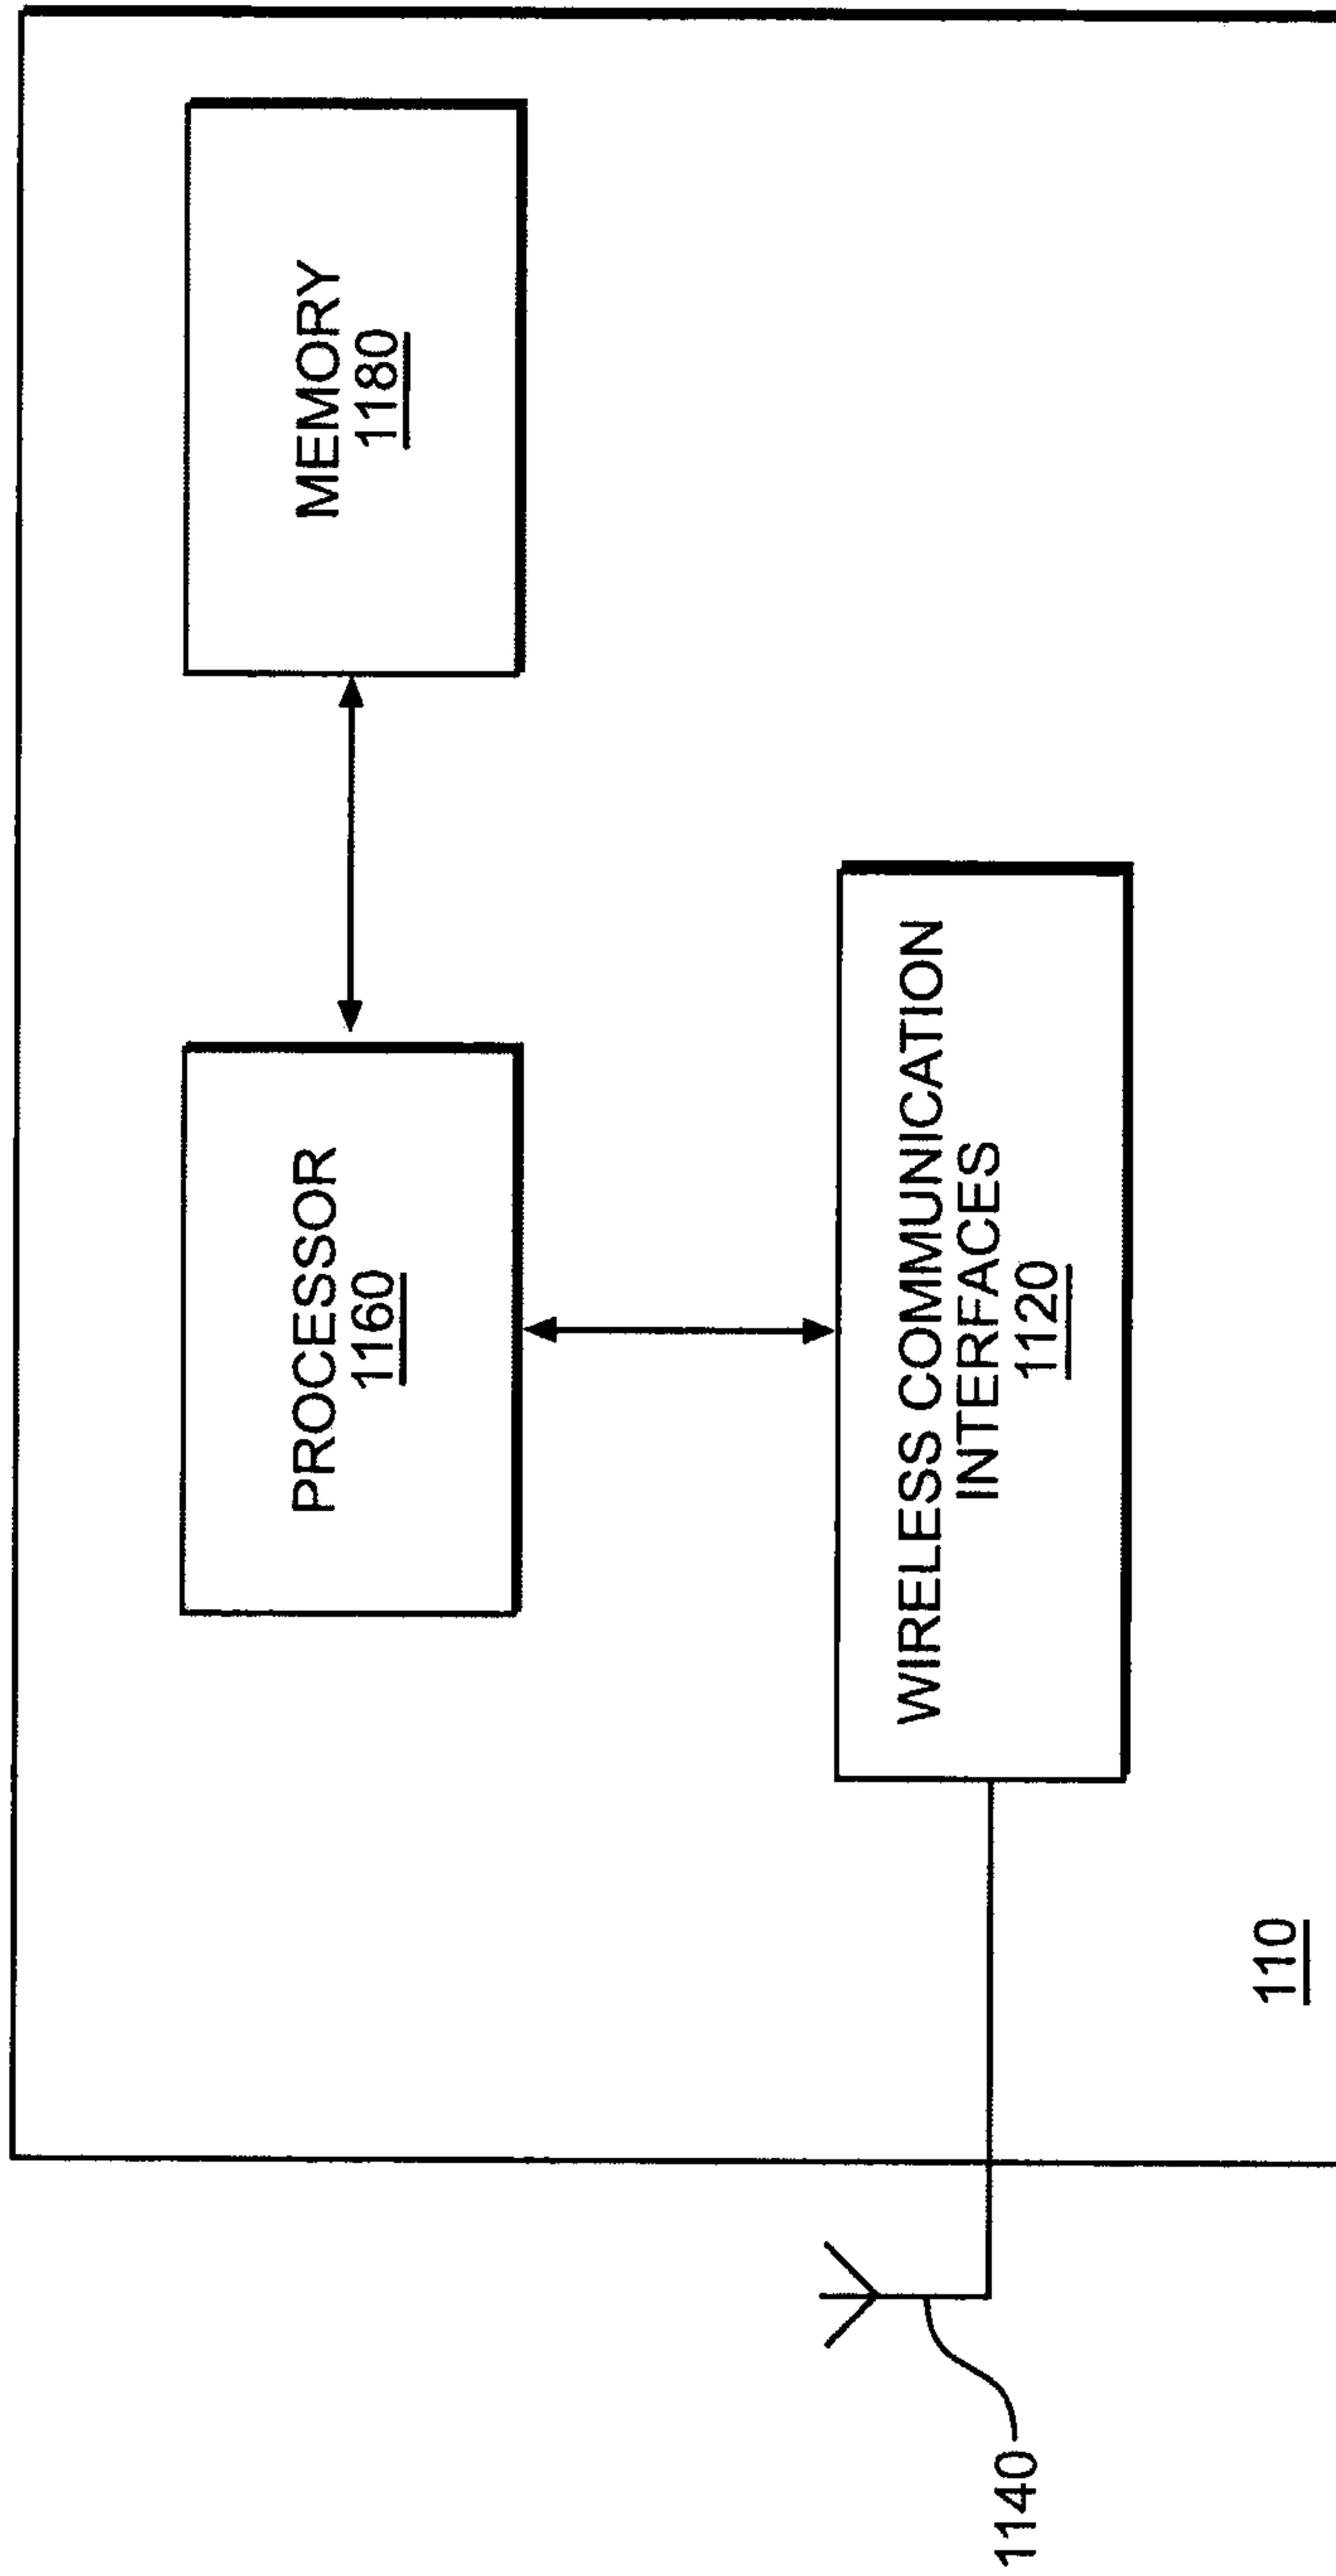 PROCESSOR
1160
MEMORY
1180
WIRELESS COMMUNICATION
INTERFACES
1120
1140
110